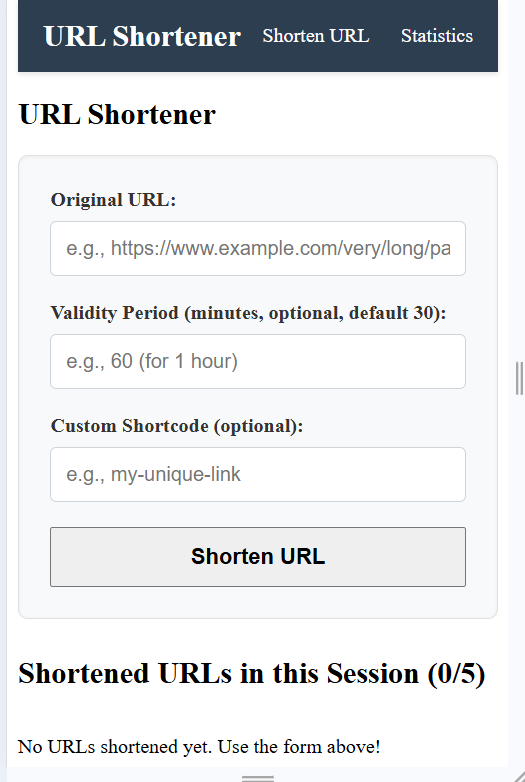 URL Shortener Shorten URL Statistics
URL Shortener
Original URL:
e.g., https://www.example.com/very/long/pa
Validity Period (minutes, optional, default 30):
e.g., 60 (for 1 hour)
Custom Shortcode (optional):
e.g., my-unique-link
Shorten URL
Shortened URLs in this Session (0/5)
No URLs shortened yet. Use the form above!